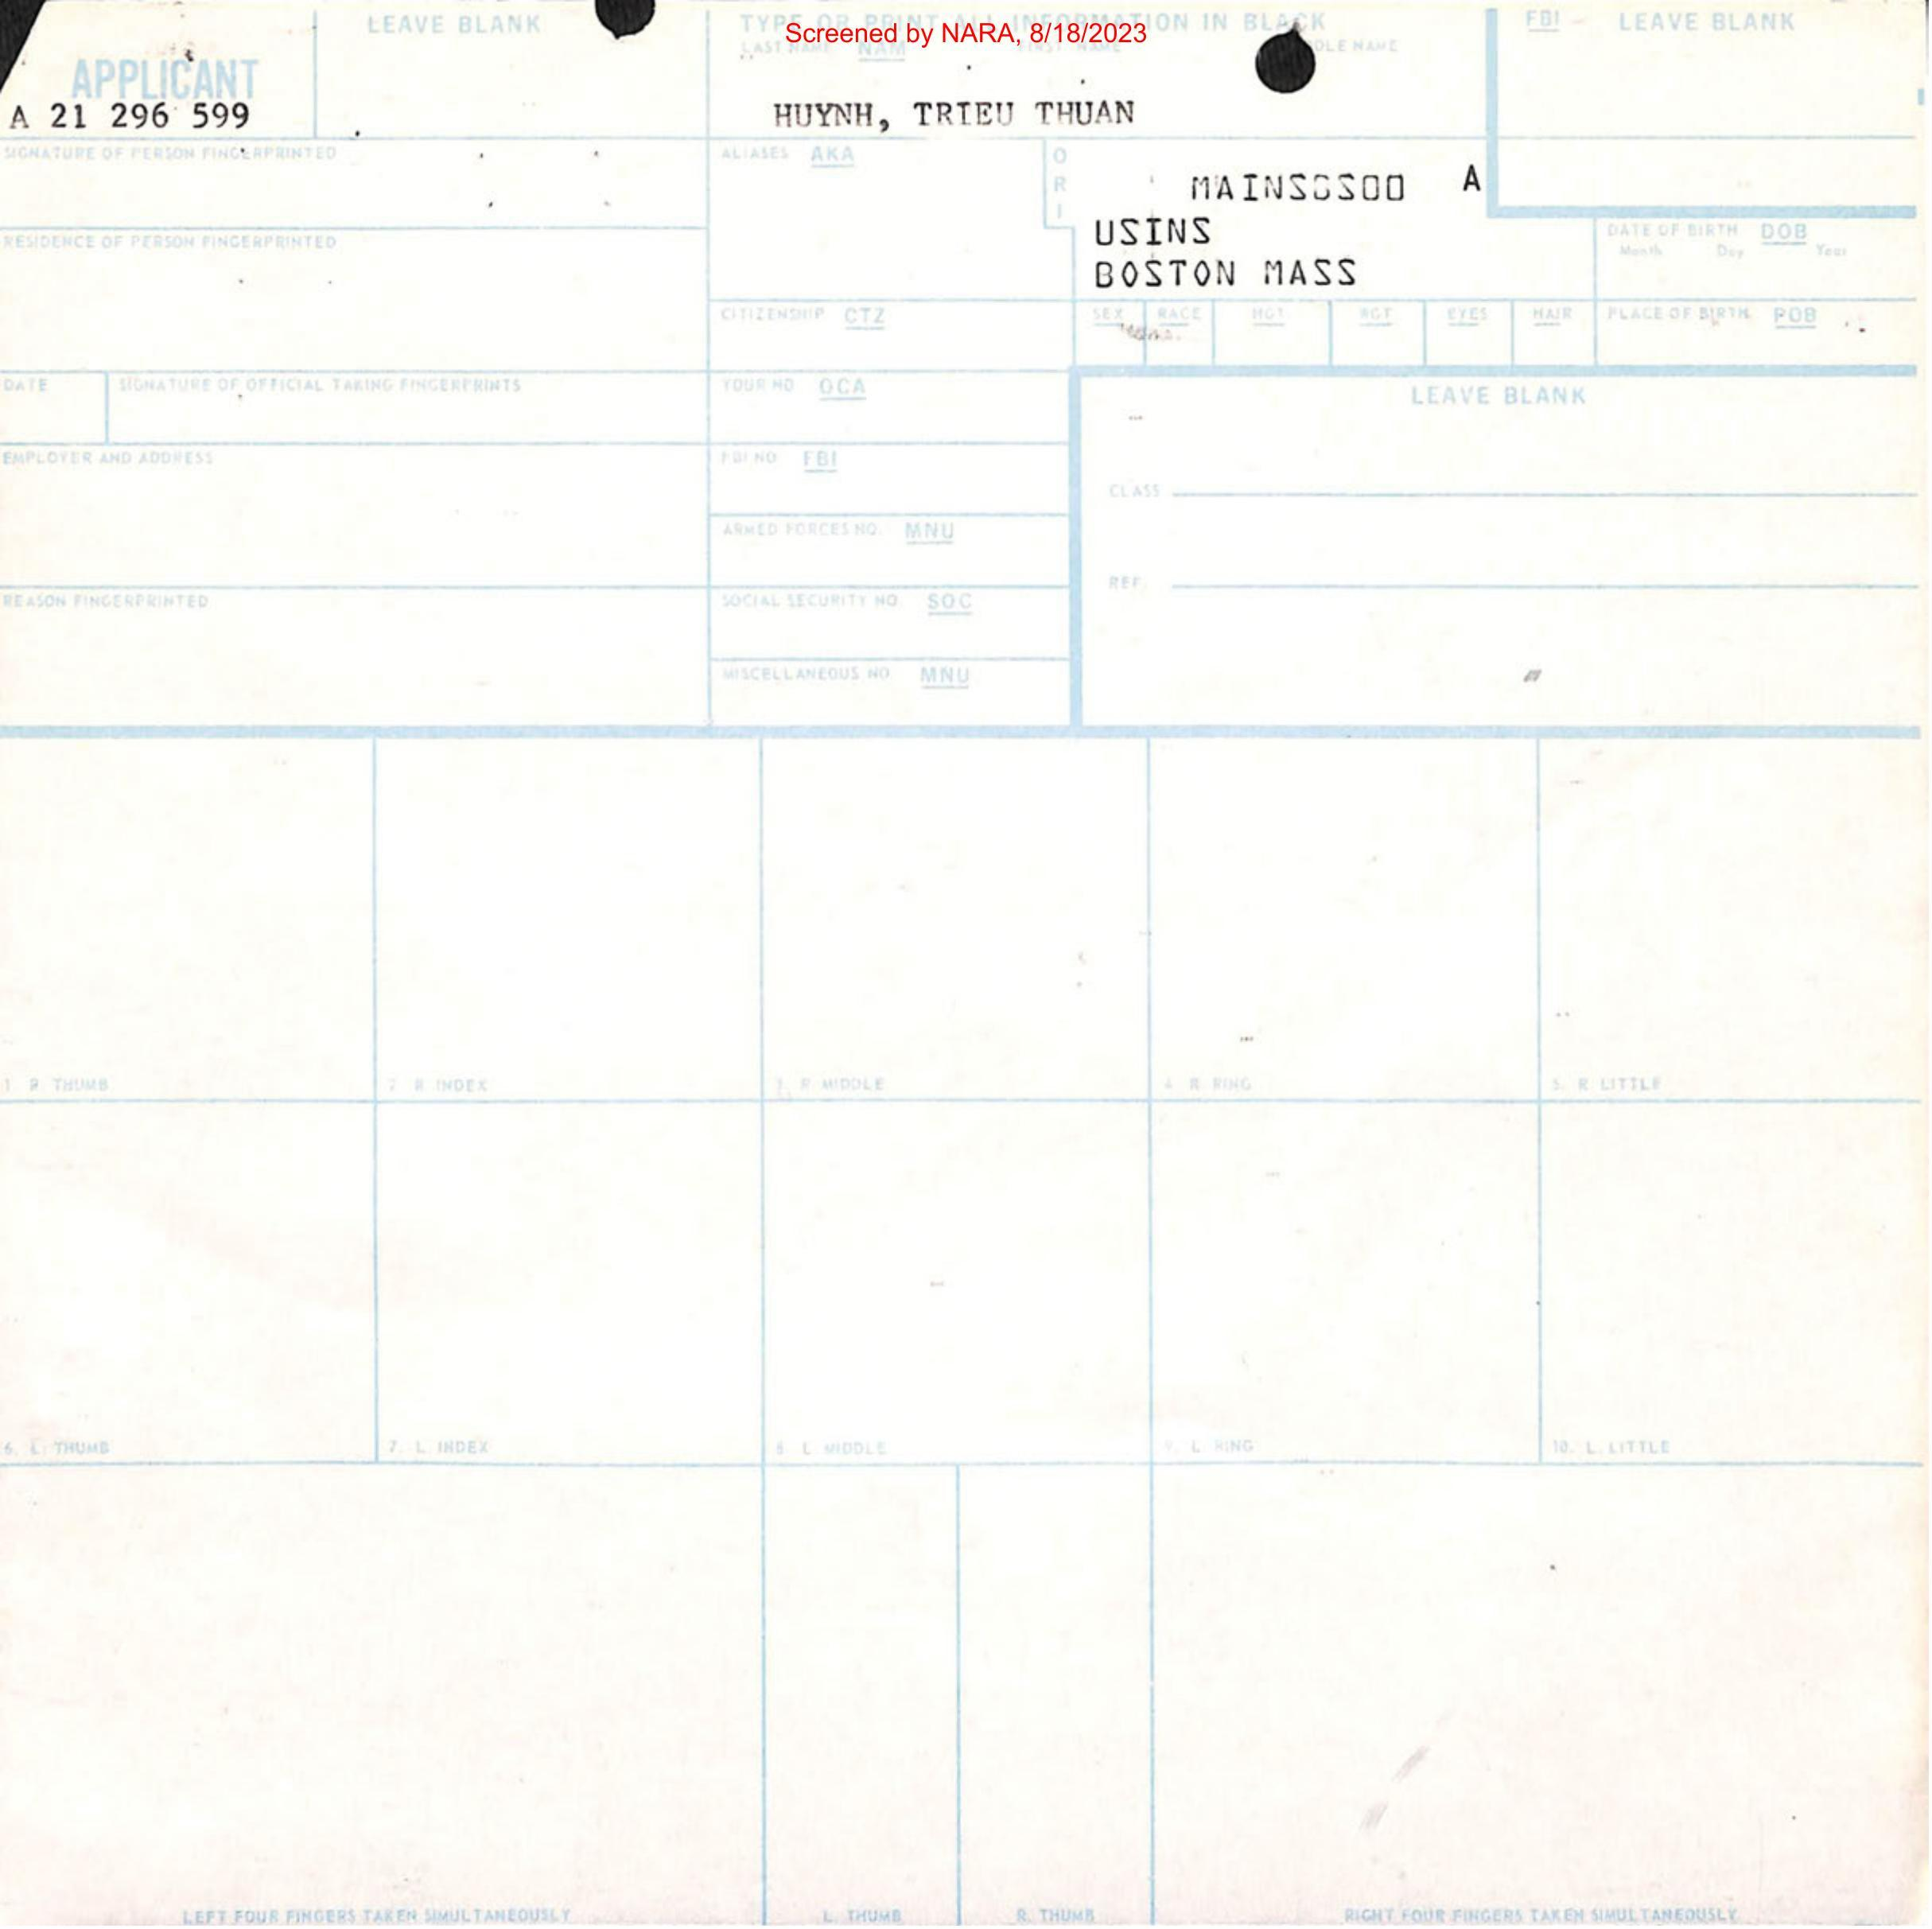 LEAVE BLANK
TYPE OR PRINT ALL INFORMATION IN BLACK
FBI LEAVE BLANK
Screened by NARA, 8/18/2023
LAST NAME NAM FIRST NAME DLE NAME
APPLICANT
A 21 296 599
HUYNH, TRIEU THUAN
SIGNATURE OF PERSON FINGERPRINTED
ALIASES AKA
O
R
I
A
USINS
BOSTON MASS
RESIDENCE OF PERSON FINGERPRINTED
DATE OF BIRTH DOB
Month Day Year
CITIZENSHIP CTZ
SEX RACE HGT WGT EYES HAIR
PLACE OF BIRTH POB
DATE
SIGNATURE OF OFFICIAL TAKING FINGERPRINTS
YOUR NO OCA
LEAVE BLANK
EMPLOYER AND ADDRESS
FBI NO FBI
CLASS
ARMED FORCES NO. MNU
REF.
REASON FINGERPRINTED
SOCIAL SECURITY NO. SOC
MISCELLANEOUS NO. MNU
1. R. THUMB
2. R. INDEX
3. R. MIDDLE
4. R. RING
5. R. LITTLE
6. L. THUMB
7. L. INDEX
8. L. MIDDLE
9. L. RING
10. L. LITTLE
LEFT FOUR FINGERS TAKEN SIMULTANEOUSLY
L. THUMB
R. THUMB
RIGHT FOUR FINGERS TAKEN SIMULTANEOUSLY